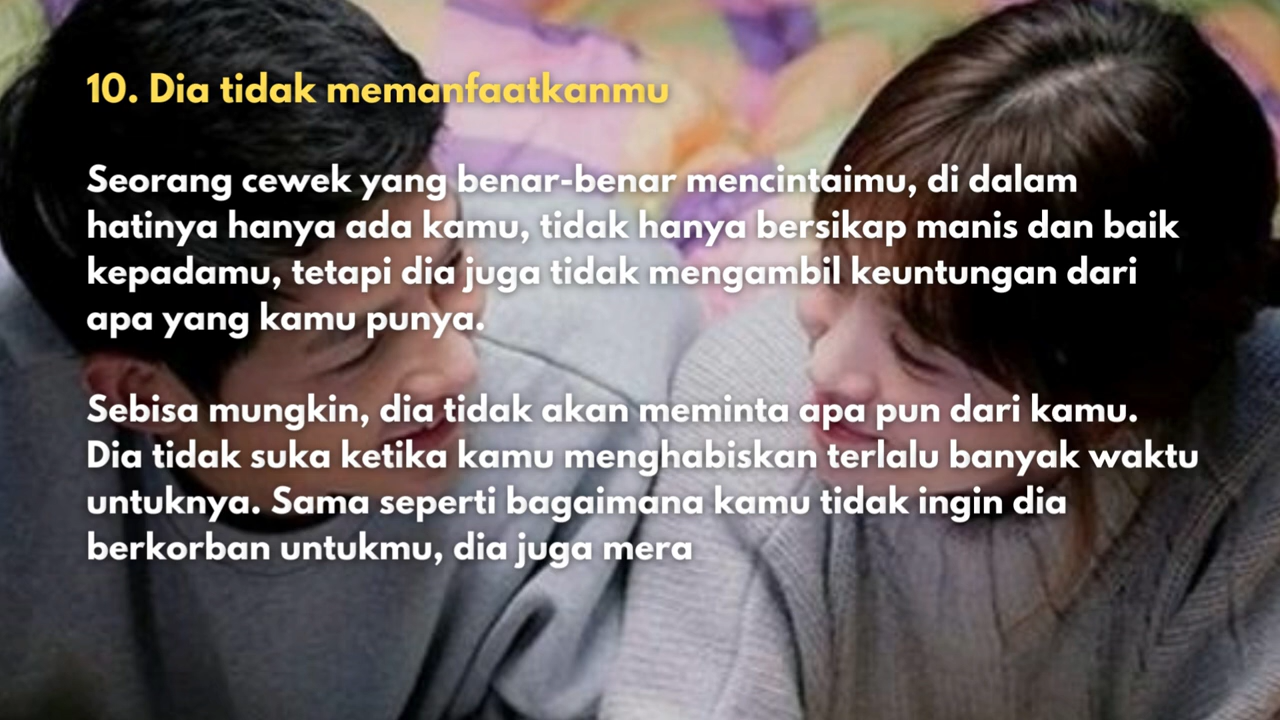 10. Dia tidak memanfaatkanmu
Seorang cewek yang benar-benar mencintaimu, di dalam
hatinya hanya ada kamu, tidak hanya bersikap manis dan baik
kepadamu, tetapi dia juga tidak mengambil keuntungan dari
apa yang kamu punya.
Sebisa mungkin, dia tidak akan meminta apa pun dari kamu.
Dia tidak suka ketika kamu menghabiskan terlalu banyak waktu
untuknya. Sama seperti bagaimana kamu tidak ingin dia
berkorban untukmu, dia juga mera